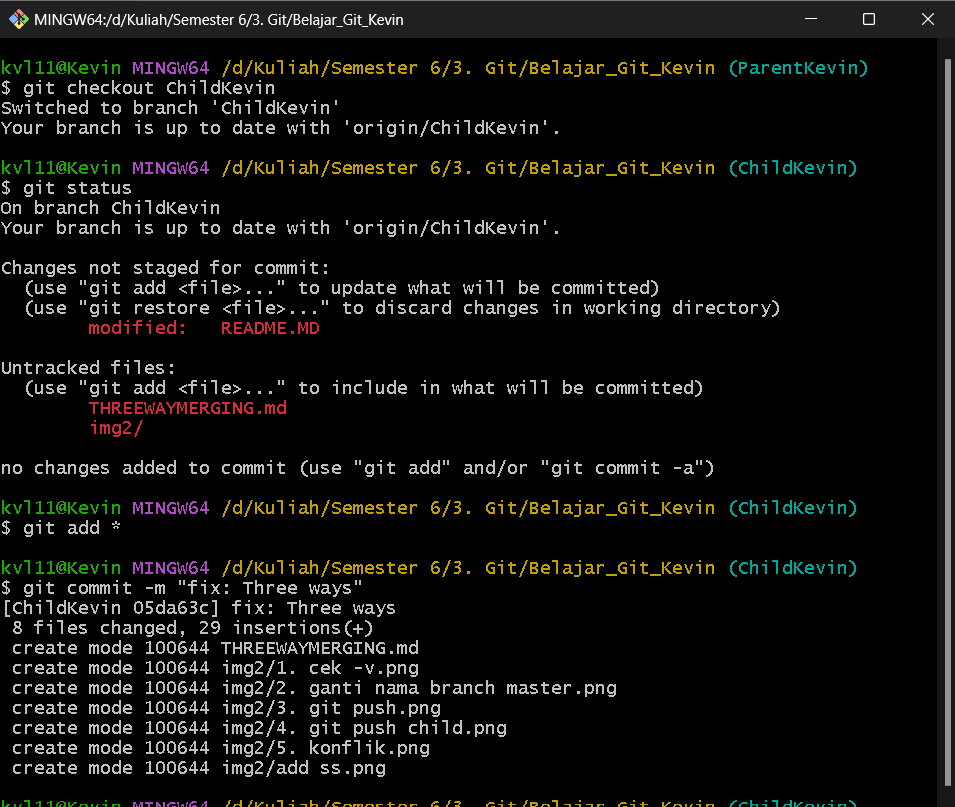 MINGW64:/d/Kuliah/Semester 6/3. Git/Belajar_Git_Kevin
kvl11@Kevin MINGW64 /d/Kuliah/Semester 6/3. Git/Belajar_Git_Kevin (ParentKevin)
$ git checkout ChildKevin
Switched to branch 'ChildKevin'
Your branch is up to date with 'origin/ChildKevin'.
kvl11@Kevin MINGW64 /d/Kuliah/Semester 6/3. Git/Belajar_Git_Kevin (ChildKevin)
$ git status
On branch ChildKevin
Your branch is up to date with 'origin/ChildKevin'.
Changes not staged for commit:
  (use "git add <file>..." to update what will be committed)
  (use "git restore <file>..." to discard changes in working directory)
        modified:   README.MD
Untracked files:
  (use "git add <file>..." to include in what will be committed)
        THREEWAYMERGING.md
        img2/
no changes added to commit (use "git add" and/or "git commit -a")
kvl11@Kevin MINGW64 /d/Kuliah/Semester 6/3. Git/Belajar_Git_Kevin (ChildKevin)
$ git add *
kvl11@Kevin MINGW64 /d/Kuliah/Semester 6/3. Git/Belajar_Git_Kevin (ChildKevin)
$ git commit -m "fix: Three ways"
[ChildKevin 05da63c] fix: Three ways
 8 files changed, 29 insertions(+)
 create mode 100644 THREEWAYMERGING.md
 create mode 100644 img2/1. cek -v.png
 create mode 100644 img2/2. ganti nama branch master.png
 create mode 100644 img2/3. git push.png
 create mode 100644 img2/4. git push child.png
 create mode 100644 img2/5. konflik.png
 create mode 100644 img2/add ss.png
kvl11@Kevin MINGW64 /d/Kuliah/Semester 6/3. Git/Belajar_Git_Kevin (ChildKevin)